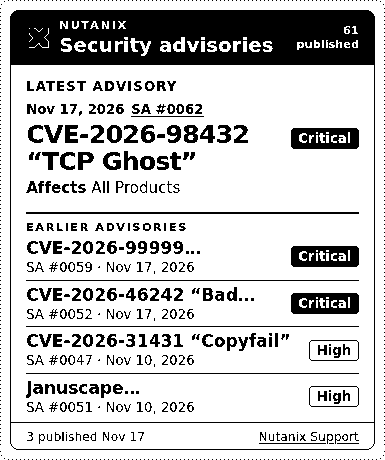 NUTANIX
Security advisories
61
published
LATEST ADVISORY
Nov 17, 2026 SA #0062
CVE-2026-98432
“TCP Ghost”
Critical
Affects All Products
EARLIER ADVISORIES
CVE-2026-99999…
SA #0059 · Nov 17, 2026
Critical
CVE-2026-46242 “Bad…
SA #0052 · Nov 17, 2026
Critical
CVE-2026-31431 “Copyfail”
SA #0047 · Nov 10, 2026
High
Januscape…
SA #0051 · Nov 10, 2026
High
3 published Nov 17
Nutanix Support